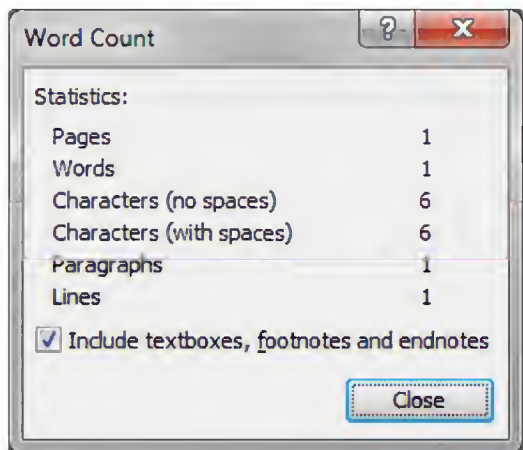 Word Count
Statistics:
Pages 1
Words 1
Characters (no spaces) 6
Characters (with spaces) 6
Paragraphs 1
Lines 1
Include textboxes, footnotes and endnotes
Close